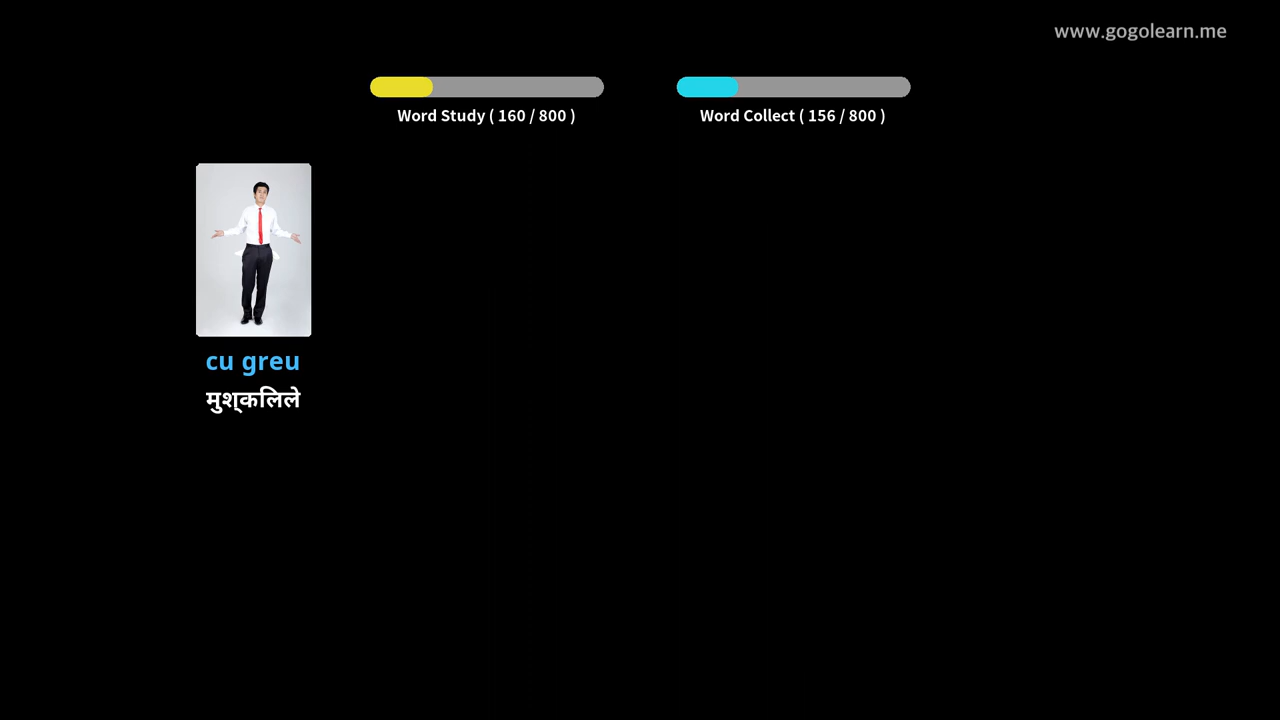 www.gogolearn.me
Word Study ( 160 / 800 )
Word Collect ( 156 / 800 )
cu greu
मुश्कलिले